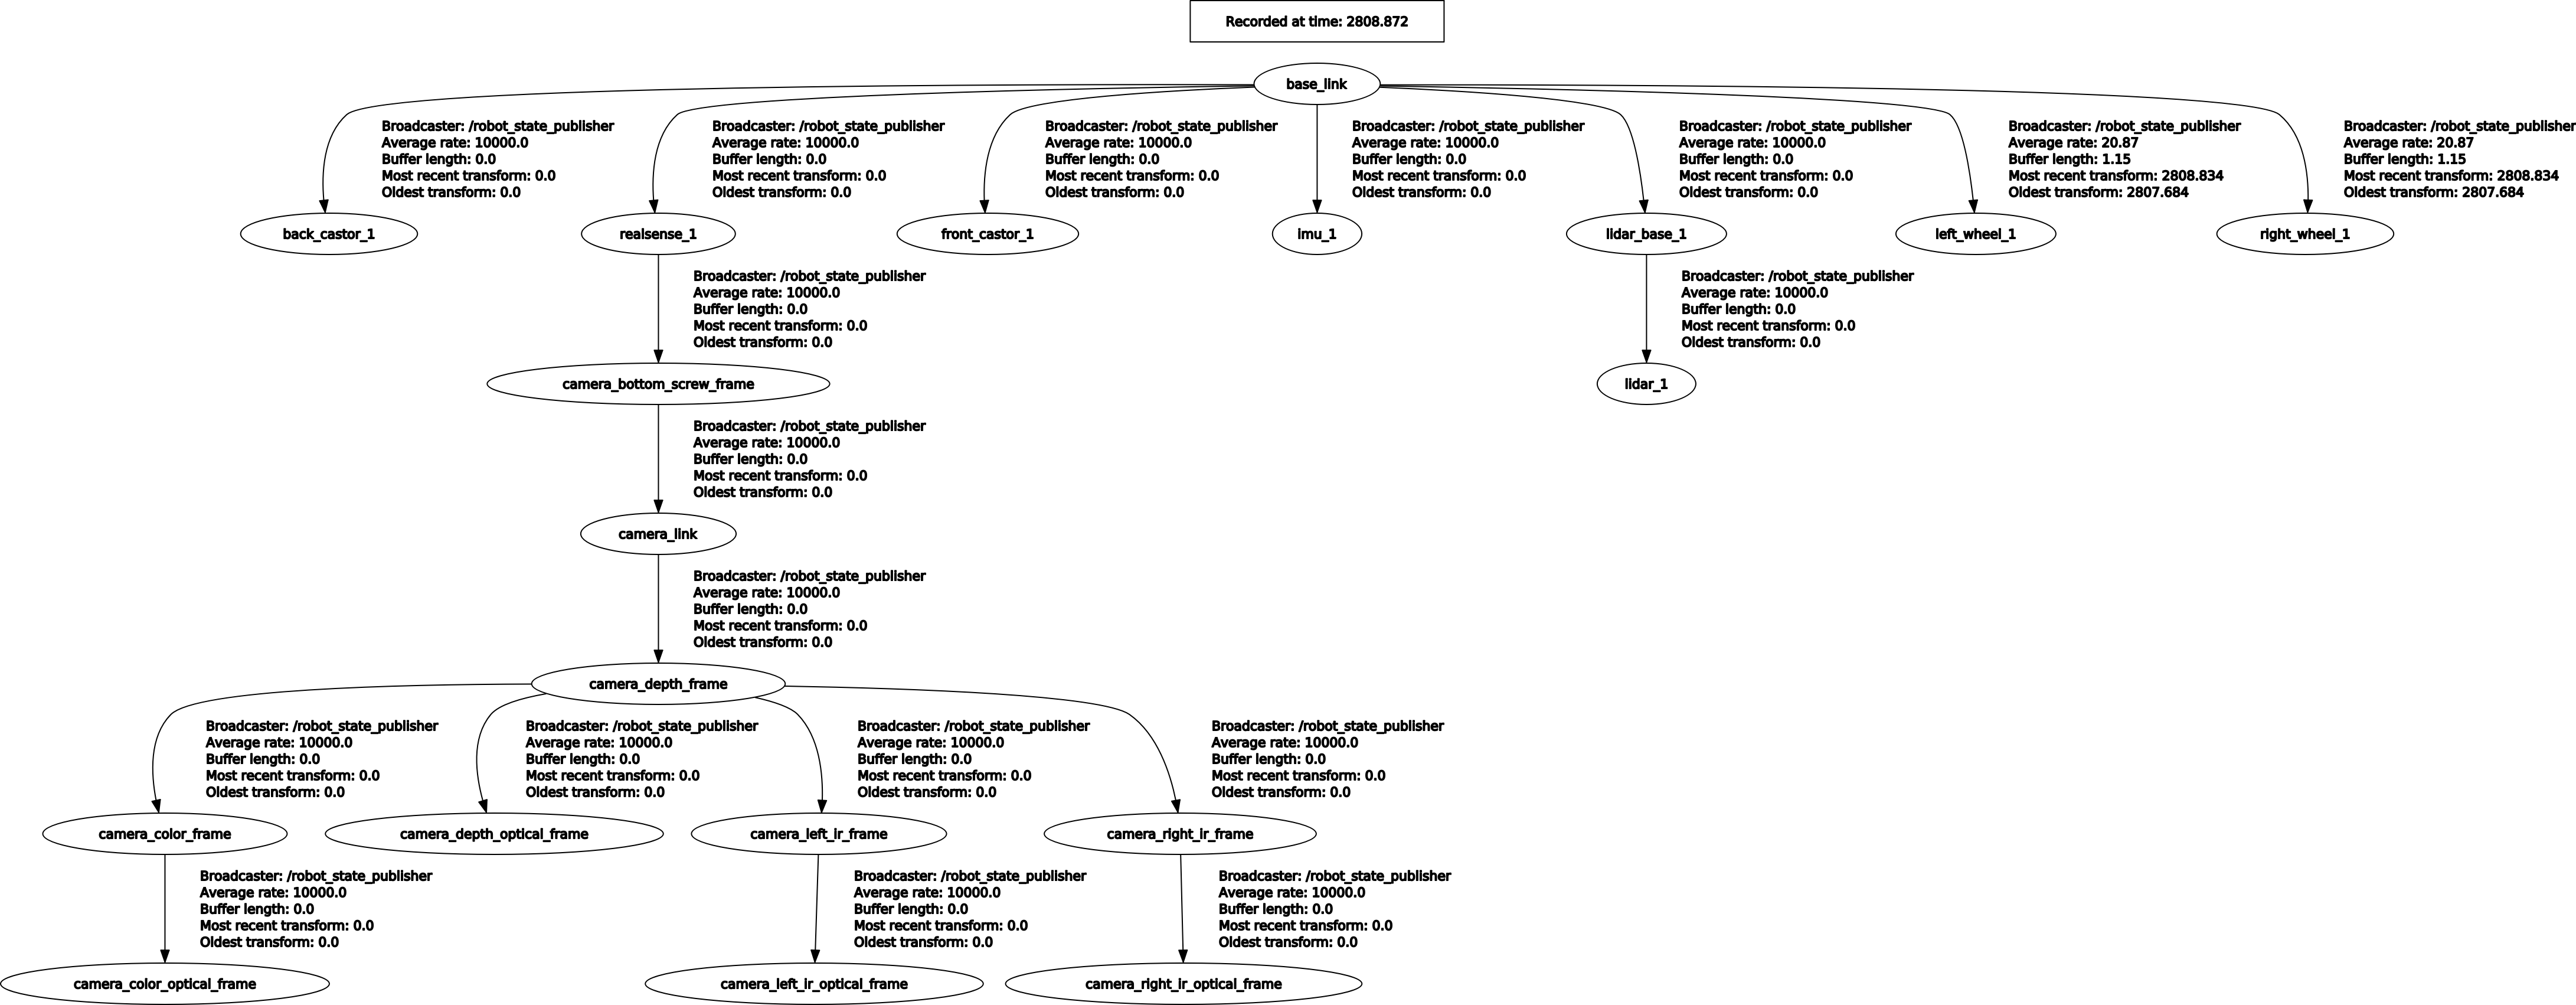 Recorded at time: 2808.872
base_link
Broadcaster: /robot_state_publisher
Average rate: 10000.0
Buffer length: 0.0
Most recent transform: 0.0
Oldest transform: 0.0
Broadcaster: /robot_state_publisher
Average rate: 10000.0
Buffer length: 0.0
Most recent transform: 0.0
Oldest transform: 0.0
Broadcaster: /robot_state_publisher
Average rate: 10000.0
Buffer length: 0.0
Most recent transform: 0.0
Oldest transform: 0.0
Broadcaster: /robot_state_publisher
Average rate: 10000.0
Buffer length: 0.0
Most recent transform: 0.0
Oldest transform: 0.0
Broadcaster: /robot_state_publisher
Average rate: 10000.0
Buffer length: 0.0
Most recent transform: 0.0
Oldest transform: 0.0
Broadcaster: /robot_state_publisher
Average rate: 20.87
Buffer length: 1.15
Most recent transform: 2808.834
Oldest transform: 2807.684
Broadcaster: /robot_state_publisher
Average rate: 20.87
Buffer length: 1.15
Most recent transform: 2808.834
Oldest transform: 2807.684
back_castor_1
realsense_1
front_castor_1
imu_1
lidar_base_1
left_wheel_1
right_wheel_1
Broadcaster: /robot_state_publisher
Average rate: 10000.0
Buffer length: 0.0
Most recent transform: 0.0
Oldest transform: 0.0
Broadcaster: /robot_state_publisher
Average rate: 10000.0
Buffer length: 0.0
Most recent transform: 0.0
Oldest transform: 0.0
camera_bottom_screw_frame
lidar_1
Broadcaster: /robot_state_publisher
Average rate: 10000.0
Buffer length: 0.0
Most recent transform: 0.0
Oldest transform: 0.0
camera_link
Broadcaster: /robot_state_publisher
Average rate: 10000.0
Buffer length: 0.0
Most recent transform: 0.0
Oldest transform: 0.0
camera_depth_frame
Broadcaster: /robot_state_publisher
Average rate: 10000.0
Buffer length: 0.0
Most recent transform: 0.0
Oldest transform: 0.0
Broadcaster: /robot_state_publisher
Average rate: 10000.0
Buffer length: 0.0
Most recent transform: 0.0
Oldest transform: 0.0
Broadcaster: /robot_state_publisher
Average rate: 10000.0
Buffer length: 0.0
Most recent transform: 0.0
Oldest transform: 0.0
Broadcaster: /robot_state_publisher
Average rate: 10000.0
Buffer length: 0.0
Most recent transform: 0.0
Oldest transform: 0.0
camera_color_frame
camera_depth_optical_frame
camera_left_ir_frame
camera_right_ir_frame
Broadcaster: /robot_state_publisher
Average rate: 10000.0
Buffer length: 0.0
Most recent transform: 0.0
Oldest transform: 0.0
Broadcaster: /robot_state_publisher
Average rate: 10000.0
Buffer length: 0.0
Most recent transform: 0.0
Oldest transform: 0.0
Broadcaster: /robot_state_publisher
Average rate: 10000.0
Buffer length: 0.0
Most recent transform: 0.0
Oldest transform: 0.0
camera_color_optical_frame
camera_left_ir_optical_frame
camera_right_ir_optical_frame